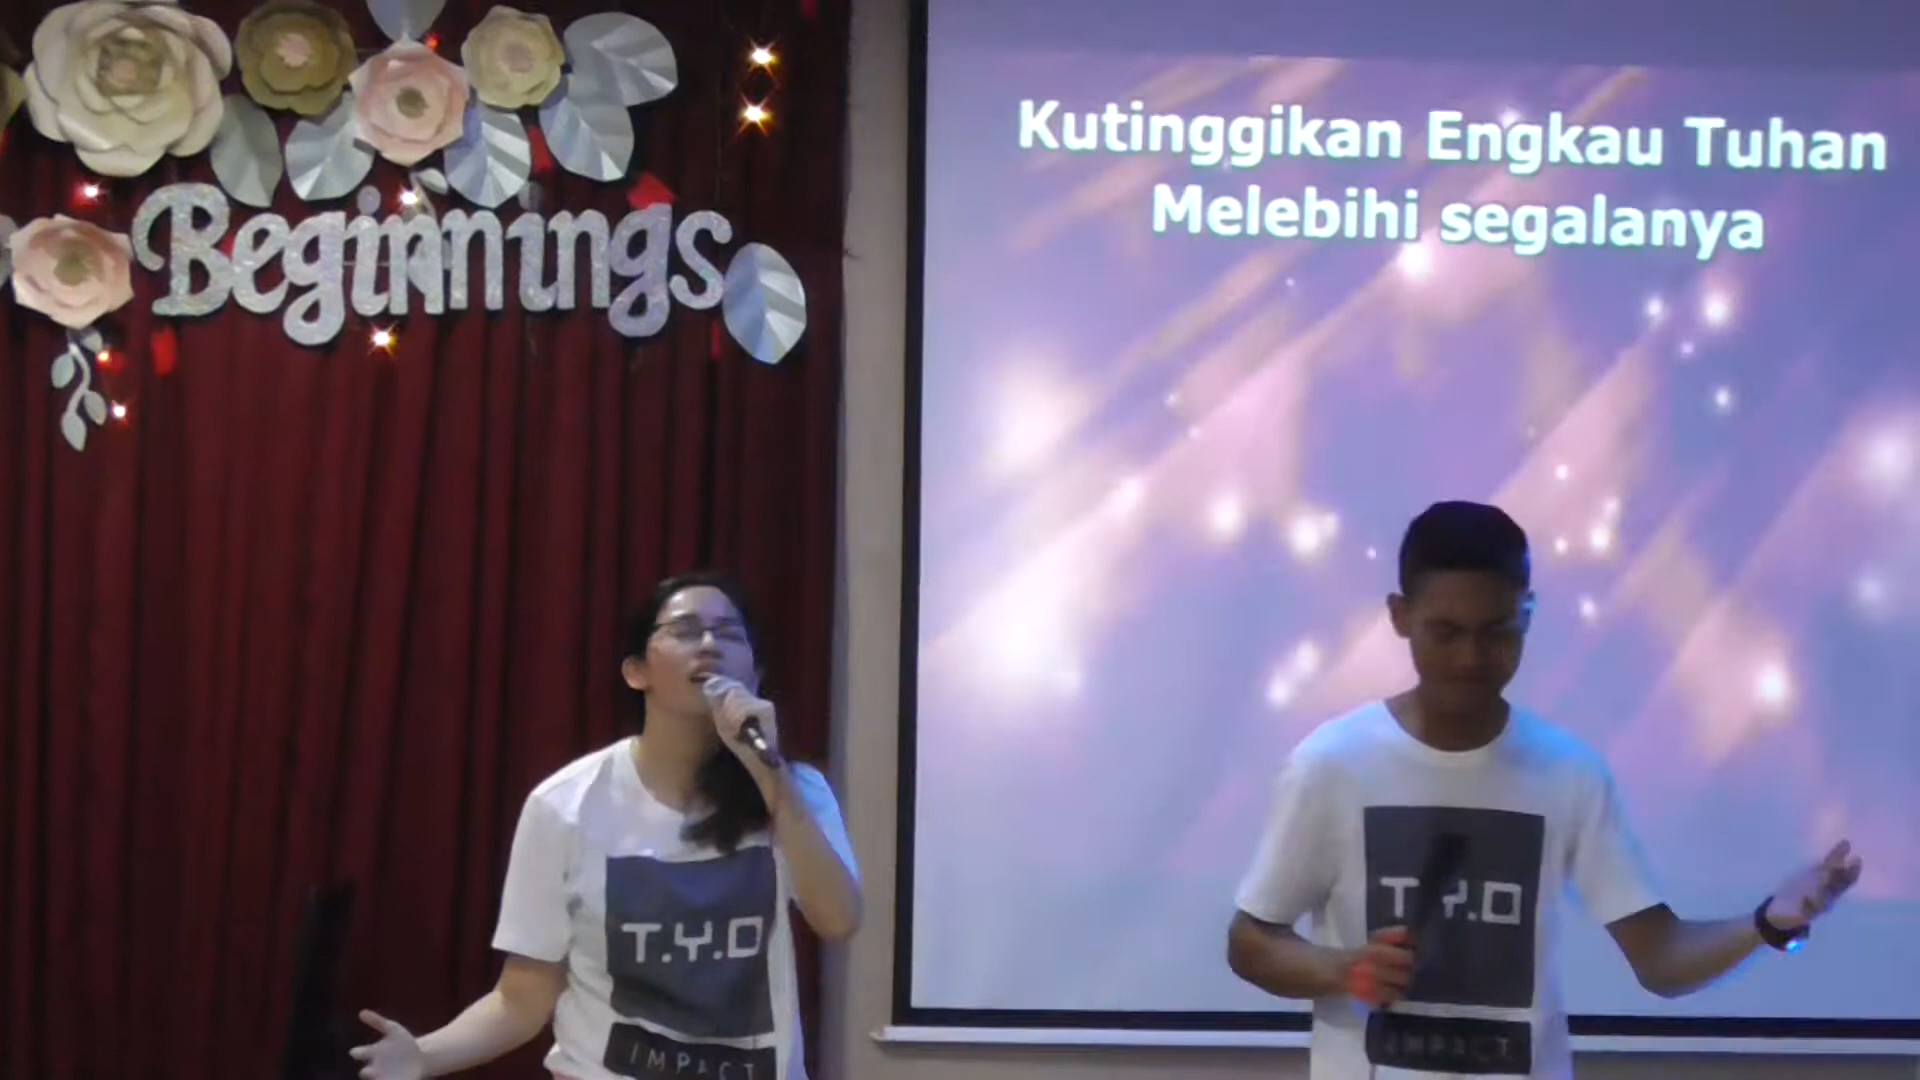 Beginnings
Kutinggikan Engkau Tuhan
Melebihi segalanya
T.Y.D
IMPACT
T.Y.D
IMPACT